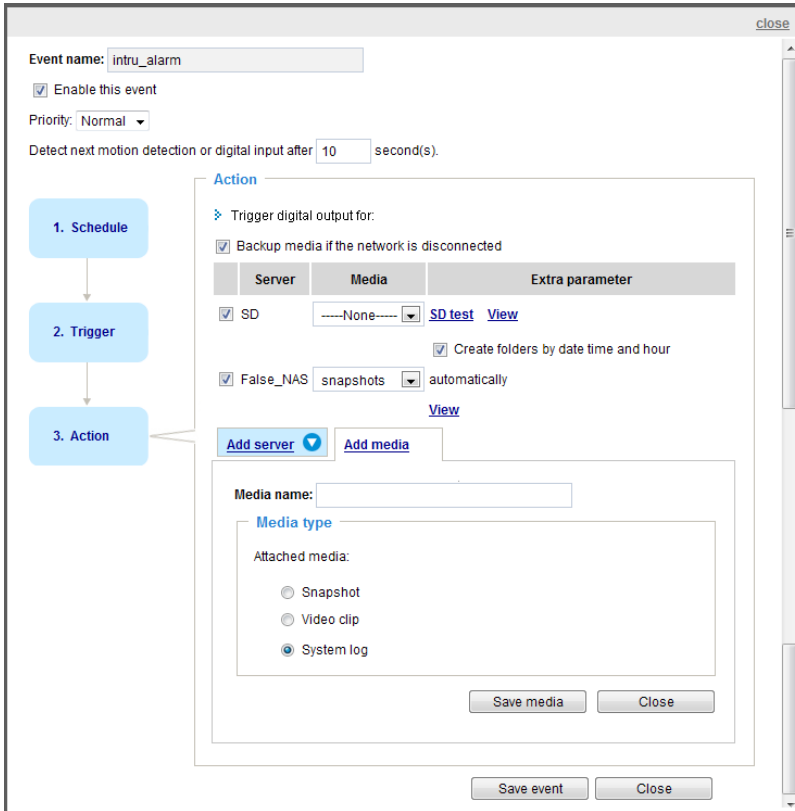 close
Event name: intru_alarm
Enable this event
Priority: Normal
Detect next motion detection or digital input after 10 second(s).
Action
1. Schedule
Trigger digital output for:
Backup media if the network is disconnected
Server Media Extra parameter
SD -----None----- SD test View
2. Trigger
Create folders by date time and hour
False_NAS snapshots automatically
View
3. Action
Add server Add media
Media name:
Media type
Attached media:
Snapshot
Video clip
System log
Save media Close
Save event Close